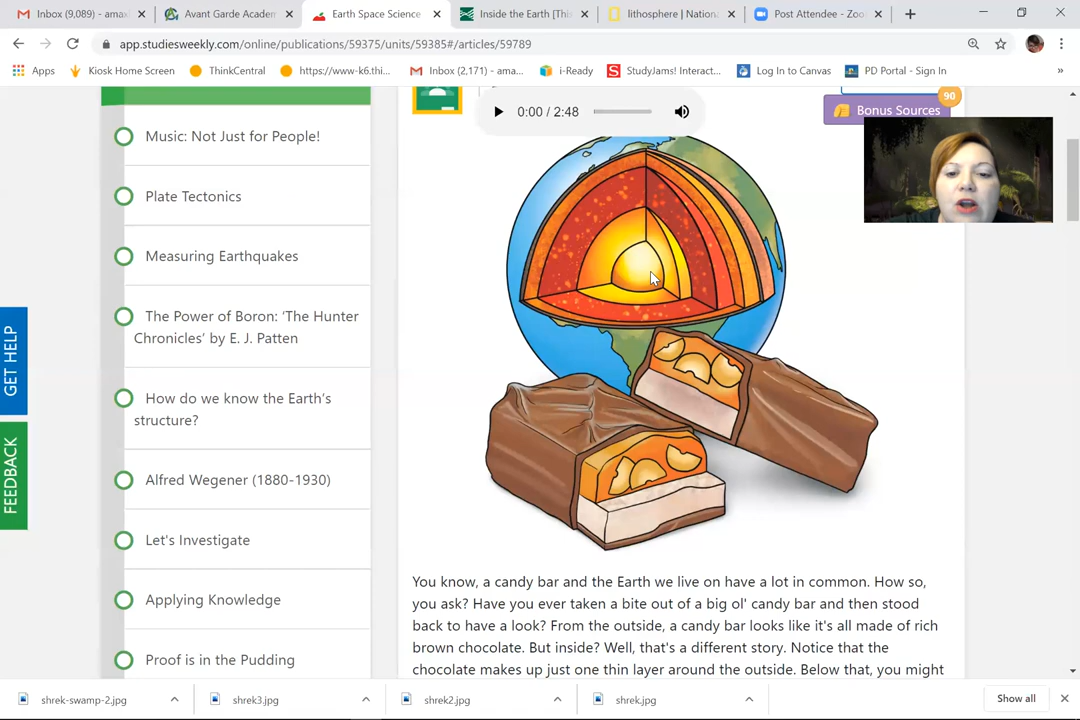 Inbox (9,089) - amax
Avant Garde Academ
Earth Space Science
Inside the Earth [Thi
lithosphere | Nation
Post Attendee - Zoo
app.studiesweekly.com/online/publications/59375/units/59385#/articles/59789
Apps
Kiosk Home Screen
ThinkCentral
https://www-k6.thi...
Inbox (2,171) - ama...
i-Ready
StudyJams! Interact...
Log In to Canvas
PD Portal - Sign In
»
0:00 / 2:48
90
Bonus Sources
Music: Not Just for People!
Plate Tectonics
Measuring Earthquakes
The Power of Boron: ‘The Hunter
Chronicles’ by E. J. Patten
How do we know the Earth’s
structure?
Alfred Wegener (1880-1930)
Let's Investigate
Applying Knowledge
Proof is in the Pudding
GET HELP
FEEDBACK
You know, a candy bar and the Earth we live on have a lot in common. How so,
you ask? Have you ever taken a bite out of a big ol' candy bar and then stood
back to have a look? From the outside, a candy bar looks like it's all made of rich
brown chocolate. But inside? Well, that's a different story. Notice that the
chocolate makes up just one thin layer around the outside. Below that, you might
shrek-swamp-2.jpg
shrek3.jpg
shrek2.jpg
shrek.jpg
Show all